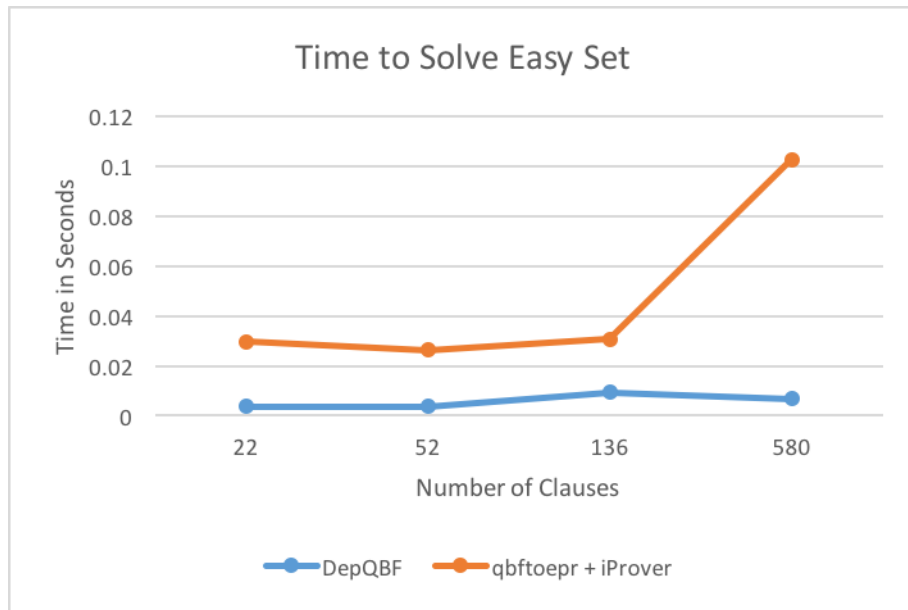 Time to Solve Easy Set
0.12
0.1
0.08
0.06
0.04
0.02
0
Time in Seconds
22 52 136 580
Number of Clauses
DepQBF qbftoepr + iProver